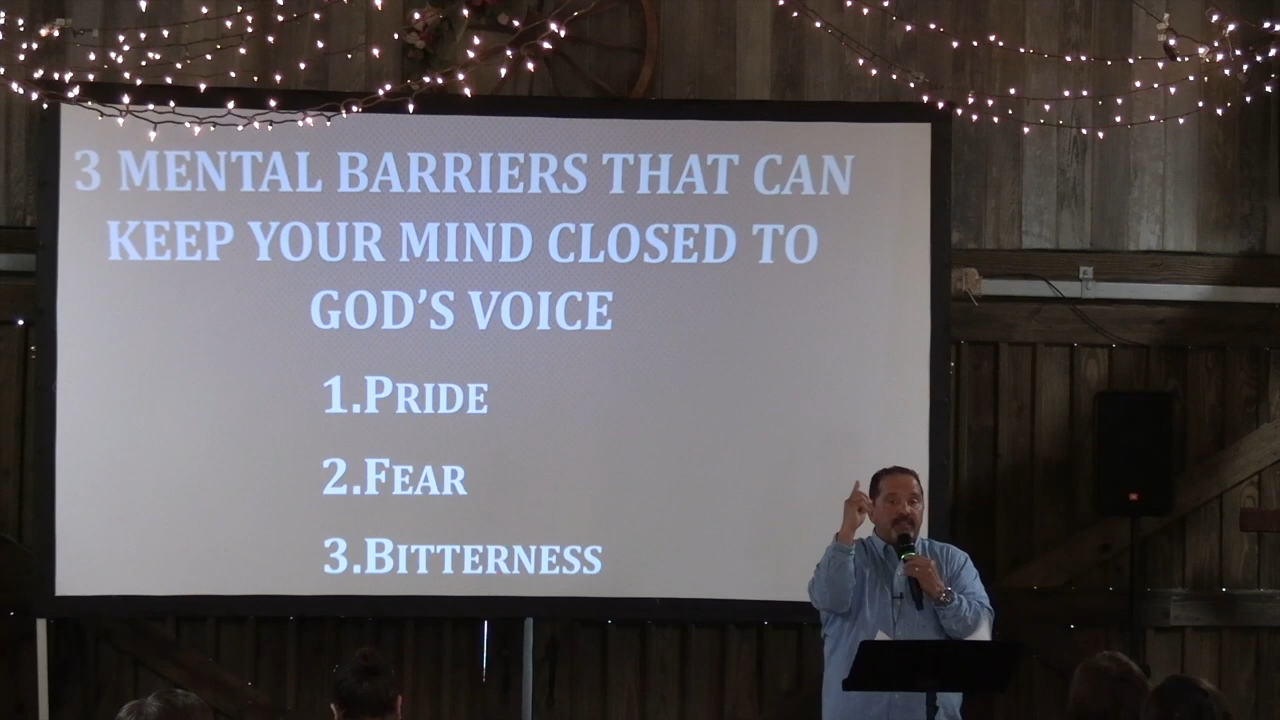 3 MENTAL BARRIERS THAT CAN
KEEP YOUR MIND CLOSED TO
GOD’S VOICE
1.PRIDE
2.FEAR
3.BITTERNESS